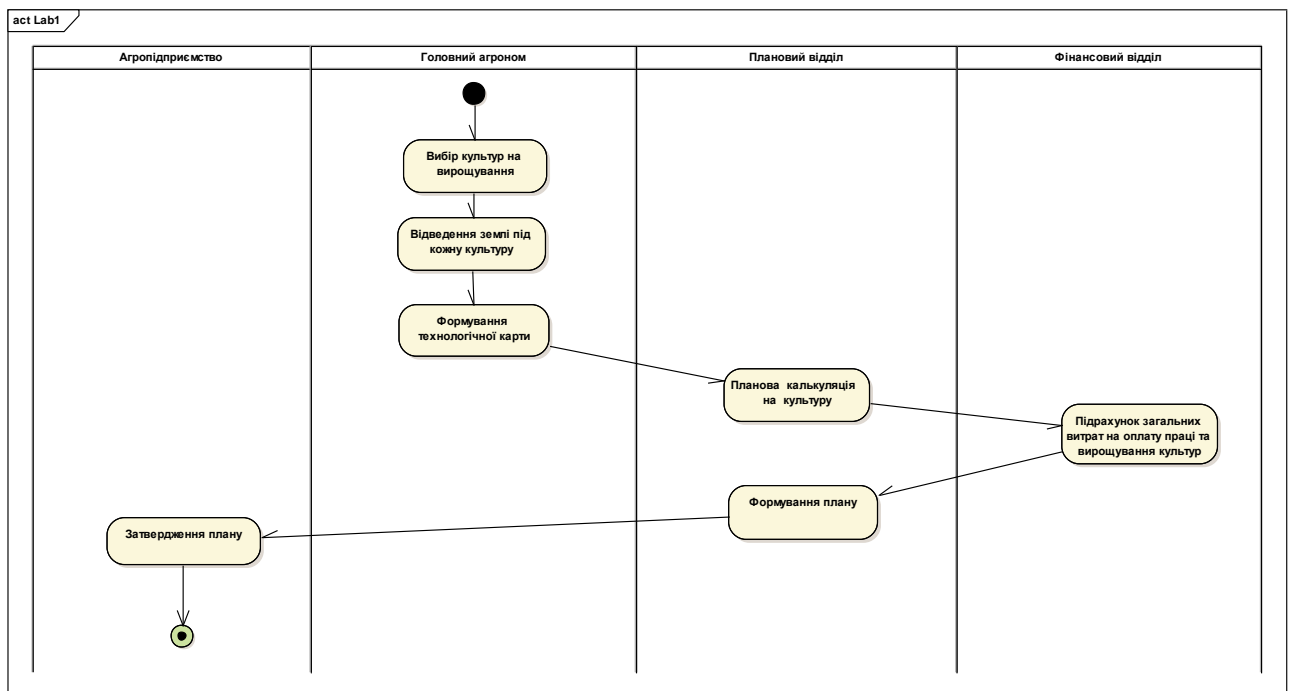 act Lab1
Агропідприємство
Головний агроном
Плановий відділ
Фінансовий відділ
Вибір культур на
вирощування
Відведення землі під
кожну культуру
Формування
технологічної карти
Планова калькуляція
на культуру
Підрахунок загальних
витрат на оплату праці та
вирощування культур
Формування плану
Затвердження плану